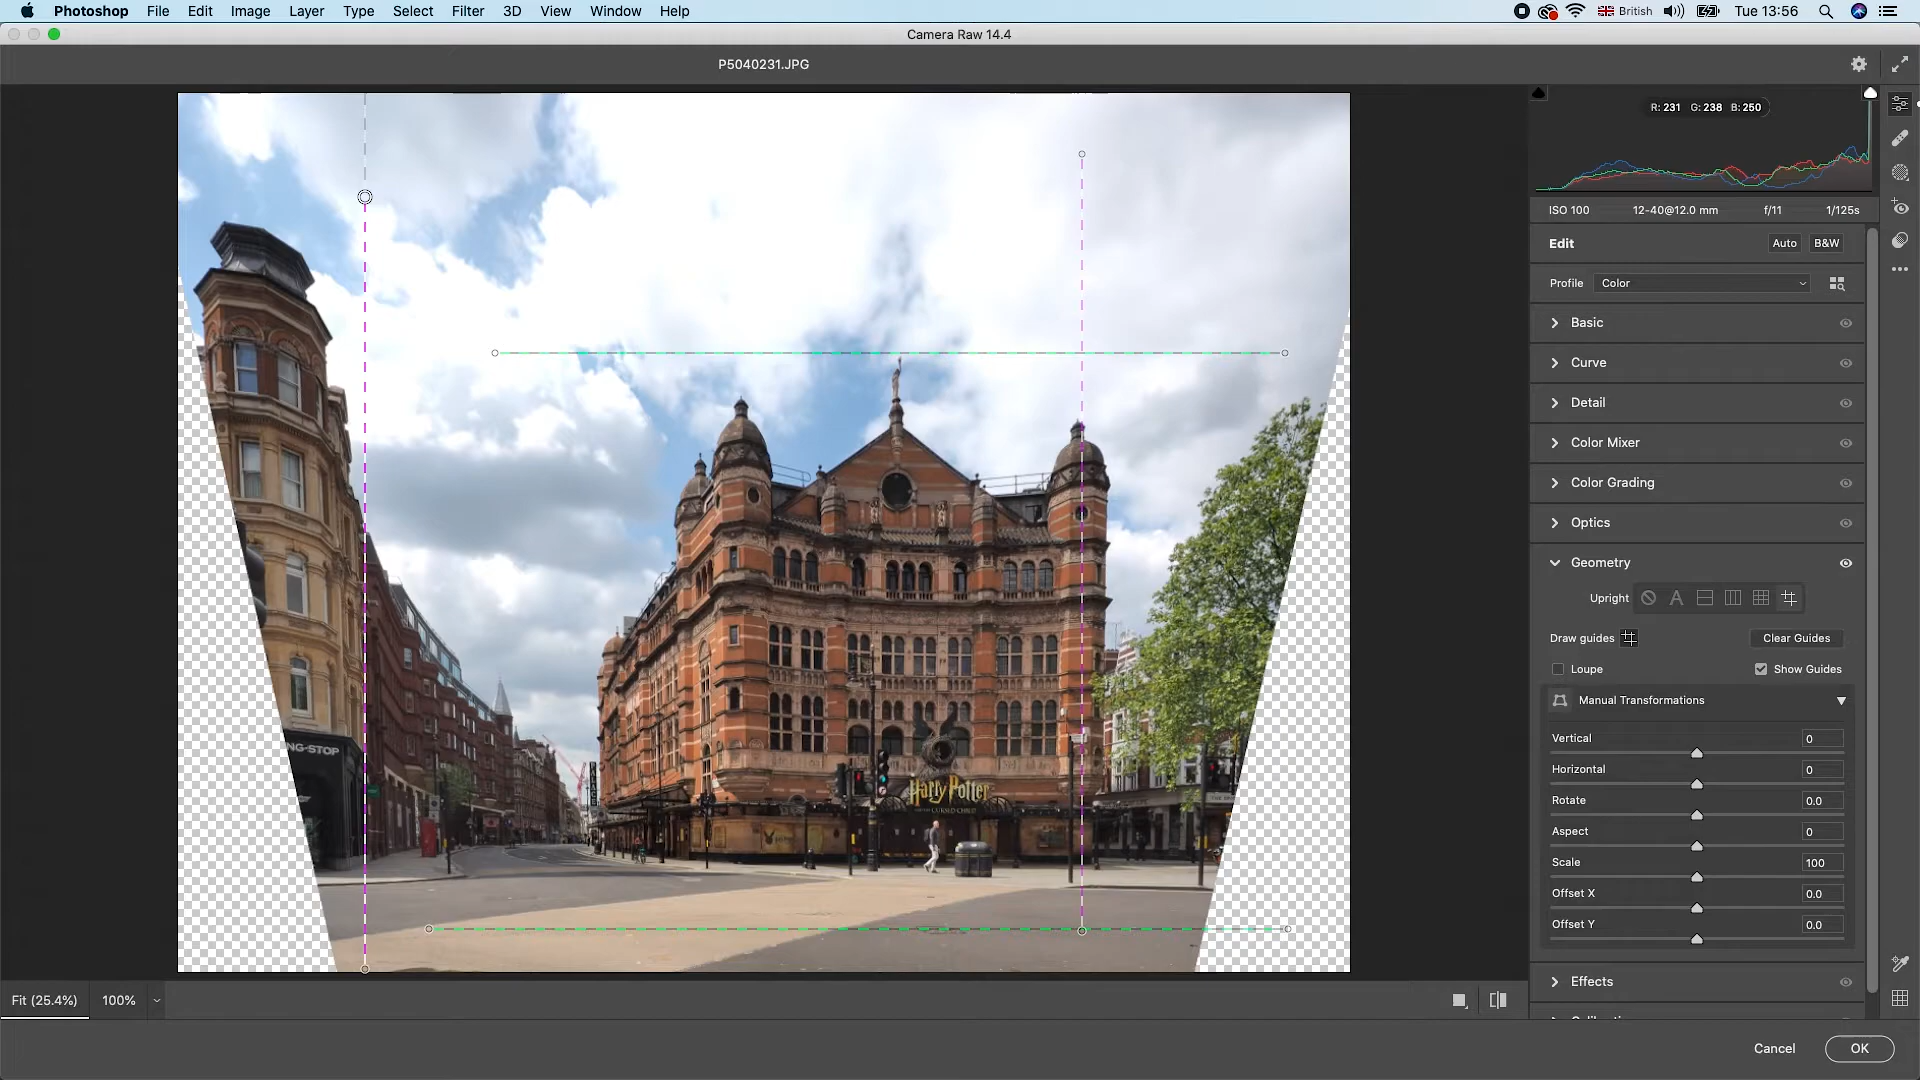 Photoshop File Edit Image Layer Type Select Filter 3D View Window Help British Tue 13:56
Camera Raw 14.4
P5040231.JPG
R: 231 G: 238 B: 250
ISO 100 12-40@12.0 mm f/11 1/125s
Edit Auto B&W
Profile Color
Basic
Curve
Detail
Color Mixer
Color Grading
Optics
Geometry
Upright A
Draw guides Clear Guides
Loupe Show Guides
Manual Transformations
Vertical 0
Horizontal 0
Rotate 0.0
Aspect 0
Scale 100
Offset X 0.0
Offset Y 0.0
Effects
NG-STOP
PALACE
Harry Potter
CURSED CHILD
Fit (25.4%) 100%
Cancel OK